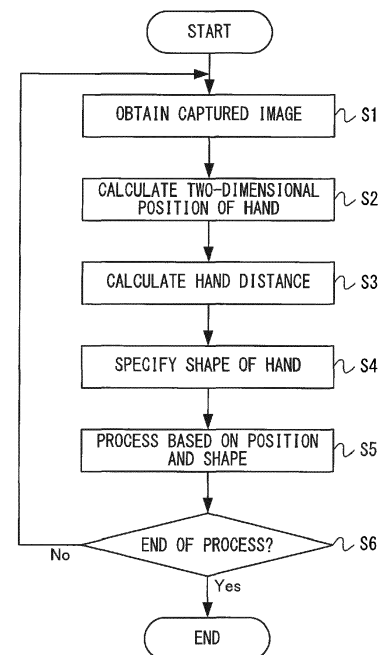 START
OBTAIN CAPTURED IMAGE
S1
CALCULATE TWO-DIMENSIONAL
POSITION OF HAND
S2
CALCULATE HAND DISTANCE
S3
SPECIFY SHAPE OF HAND
S4
PROCESS BASED ON POSITION
AND SHAPE
S5
END OF PROCESS?
S6
No
Yes
END